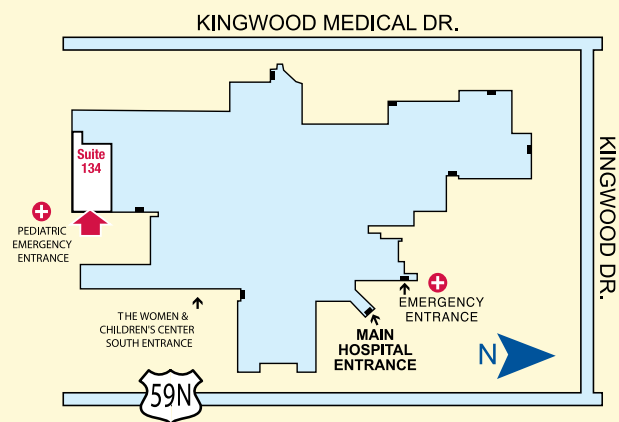 KINGWOOD MEDICAL DR.
Suite
134
PEDIATRIC
EMERGENCY
ENTRANCE
THE WOMEN &
CHILDREN'S CENTER
SOUTH ENTRANCE
EMERGENCY
ENTRANCE
MAIN
HOSPITAL
ENTRANCE
KINGWOOD DR.
N
59N